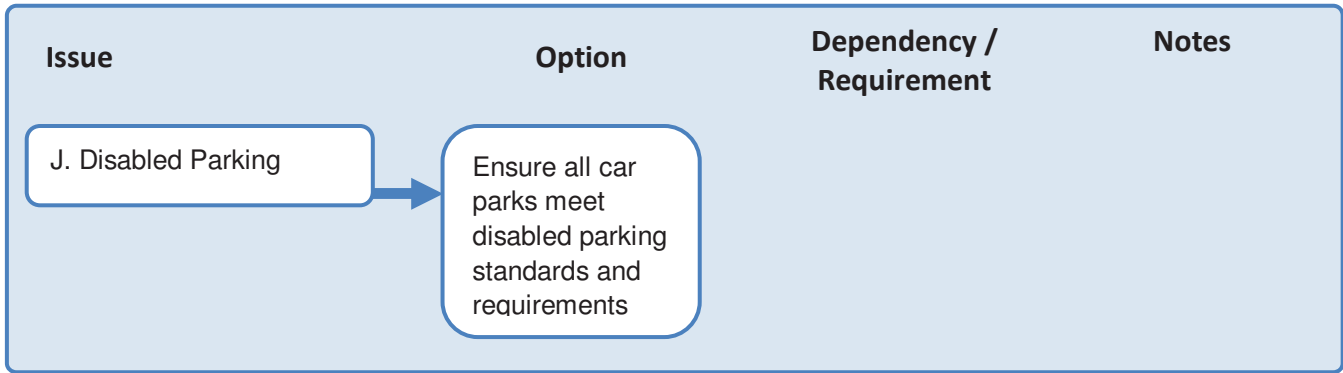 Issue
Option
Dependency /
Requirement
Notes
J. Disabled Parking
Ensure all car
parks meet
disabled parking
standards and
requirements